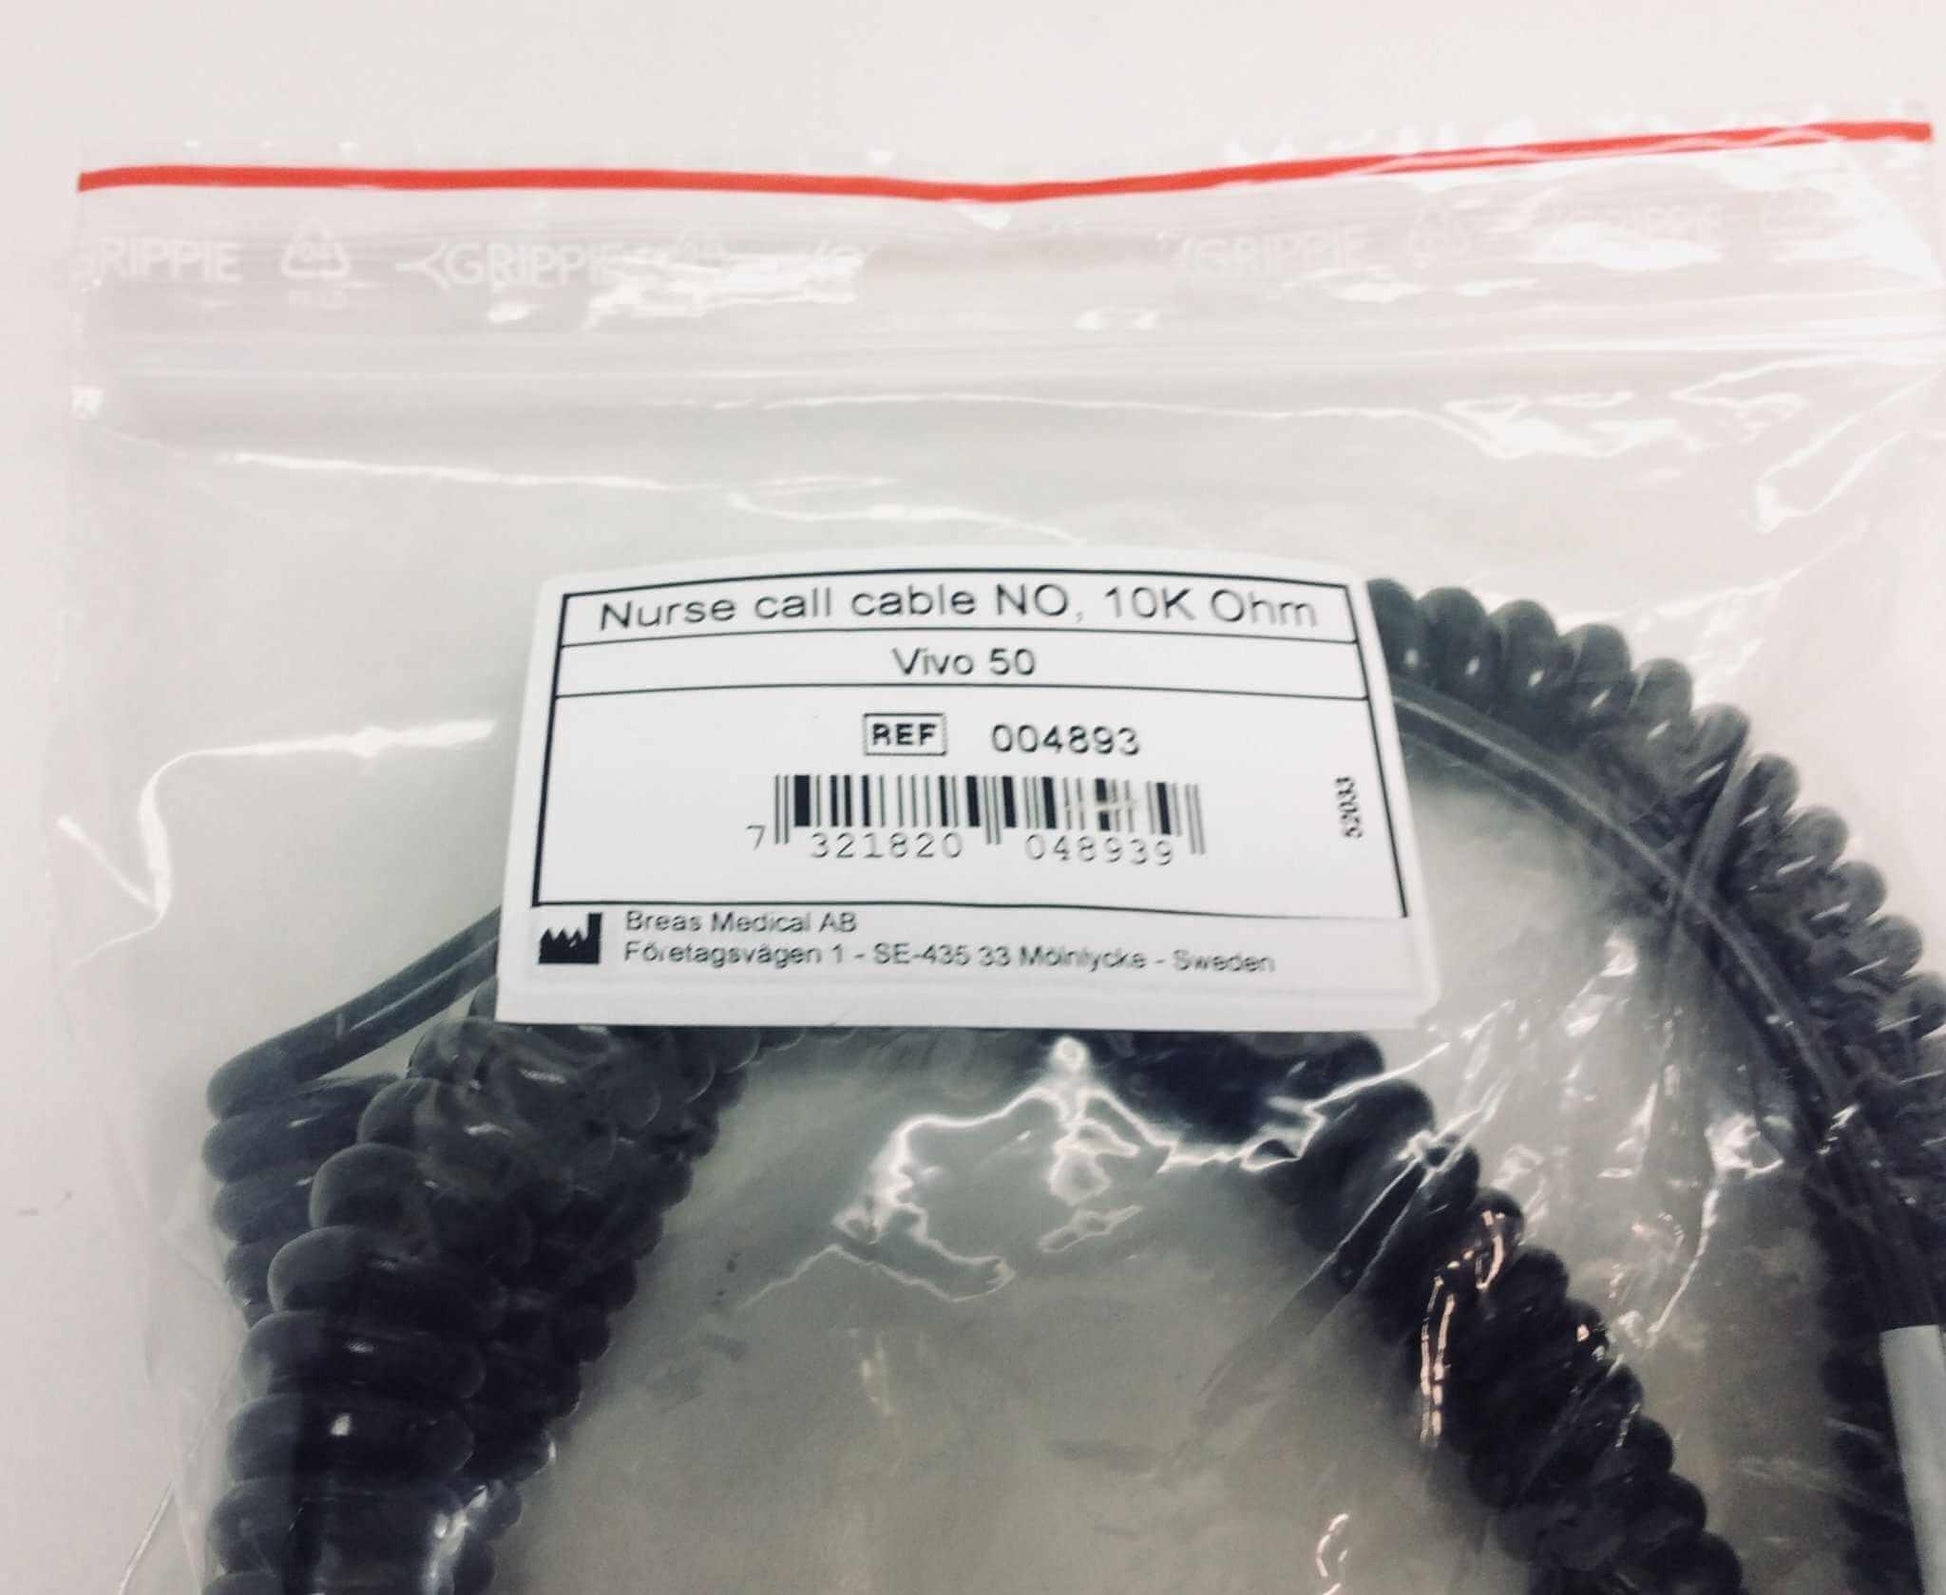 GRIPPIE
GRIPPIE
GRIPPIE
Nurse call cable NO, 10K Ohm
Vivo 50
REF 004893
7 321820 048939
52033
Breas Medical AB
Företagsvägen 1 - SE-435 33 Mölnlycke - Sweden